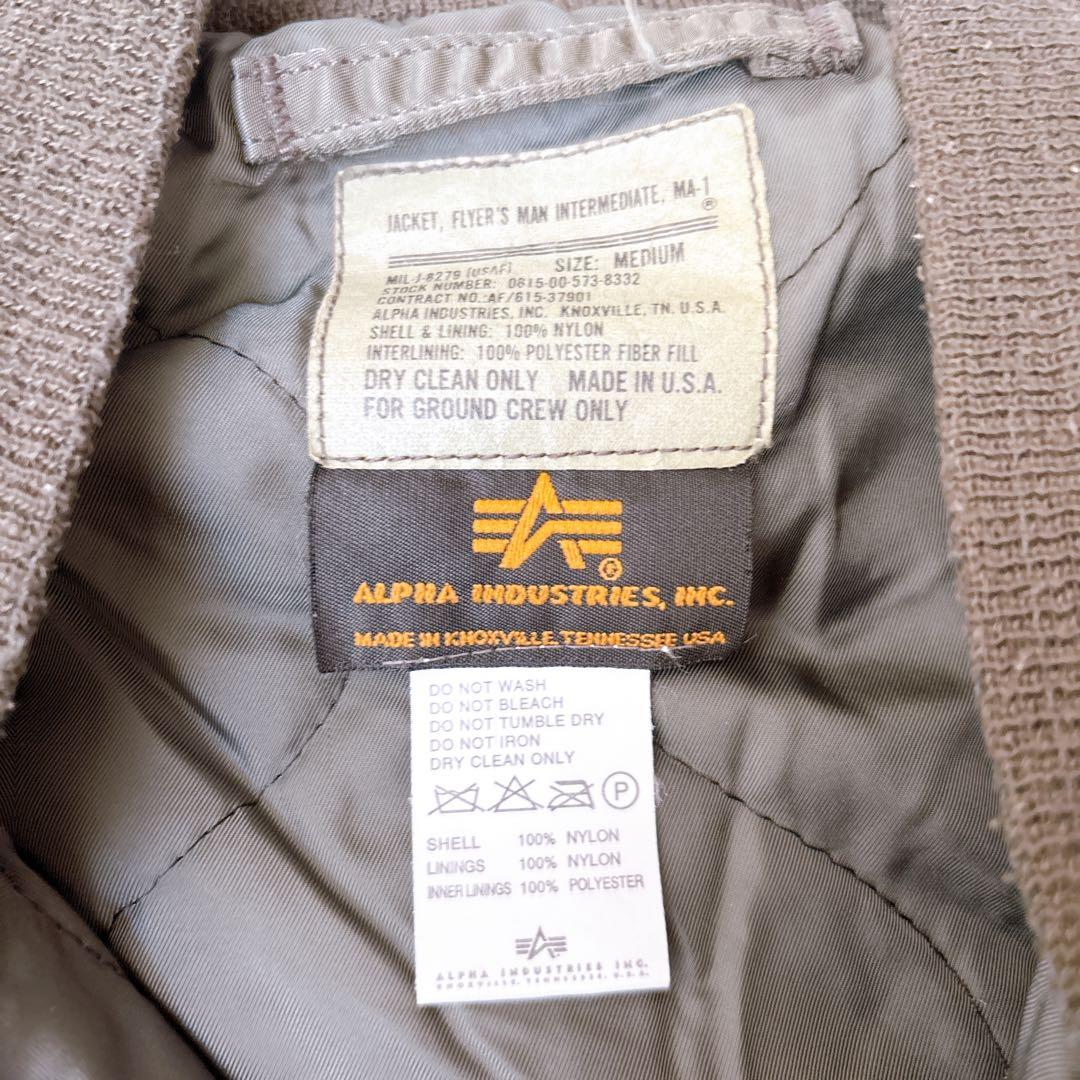 JACKET, FLYER'S MAN INTERMEDIATE, MA-1
®
MIL-J-8279 (USAF) SIZE: MEDIUM
STOCK NUMBER: 0615-00-573-8332
CONTRACT NO.:AF/615-37901
ALPHA INDUSTRIES, INC. KNOXVILLE, TN. U.S.A.
SHELL & LINING: 100% NYLON
INTERLINING: 100% POLYESTER FIBER FILL
DRY CLEAN ONLY MADE IN U.S.A.
FOR GROUND CREW ONLY
®
ALPHA INDUSTRIES, INC.
MADE IN KNOXVILLE, TENNESSEE USA
DO NOT WASH
DO NOT BLEACH
DO NOT TUMBLE DRY
DO NOT IRON
DRY CLEAN ONLY
P
SHELL 100% NYLON
LININGS 100% NYLON
INNER LININGS 100% POLYESTER
ALPHA INDUSTRIES INC.
KNOXVILLE, TENNESSEE, U.S.A.